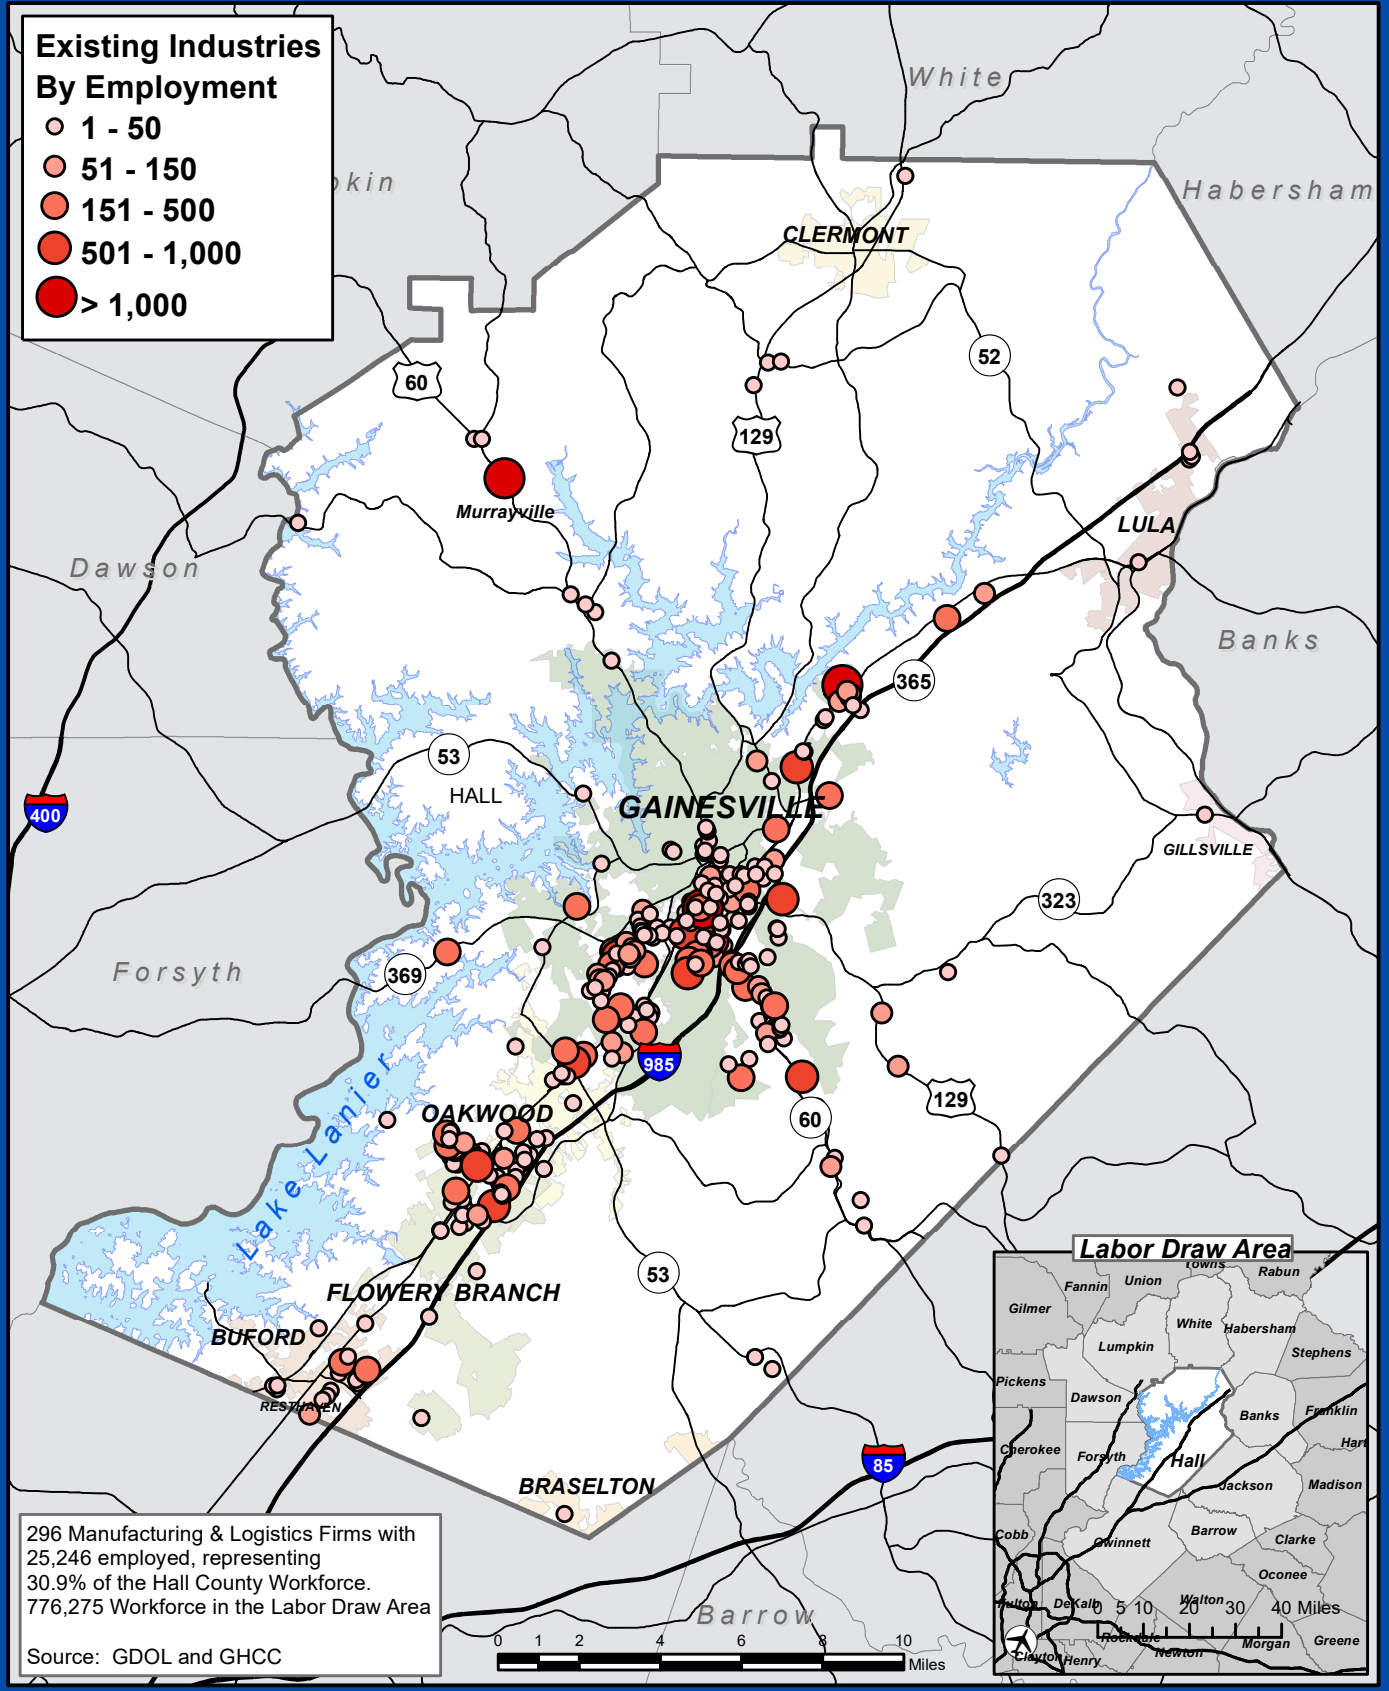 Existing Industries
By Employment
1 - 50
51 - 150
151 - 500
501 - 1,000
> 1,000
White
pkin
Habersham
CLERMONT
52
60
129
Murrayville
LULA
Dawson
Banks
365
53
HALL
400
GAINESVILLE
GILLSVILLE
323
Forsyth
369
985
129
60
OAKWOOD
Lake Lanier
53
FLOWERY BRANCH
BUFORD
RESTHAVEN
85
BRASELTON
Barrow
296 Manufacturing & Logistics Firms with
25,246 employed, representing
30.9% of the Hall County Workforce.
776,275 Workforce in the Labor Draw Area
Source: GDOL and GHCC
0 1 2 4 6 8 10
Miles
Labor Draw Area
Towns
Rabun
Union
Fannin
Gilmer
White
Habersham
Lumpkin
Stephens
Pickens
Dawson
Banks
Franklin
Hart
Cherokee
Forsyth
Hall
Jackson
Madison
Cobb
Gwinnett
Barrow
Clarke
Oconee
Fulton
DeKalb
Walton
0 5 10 20 30 40 Miles
Rockdale
Morgan
Greene
Clayton
Henry
Newton